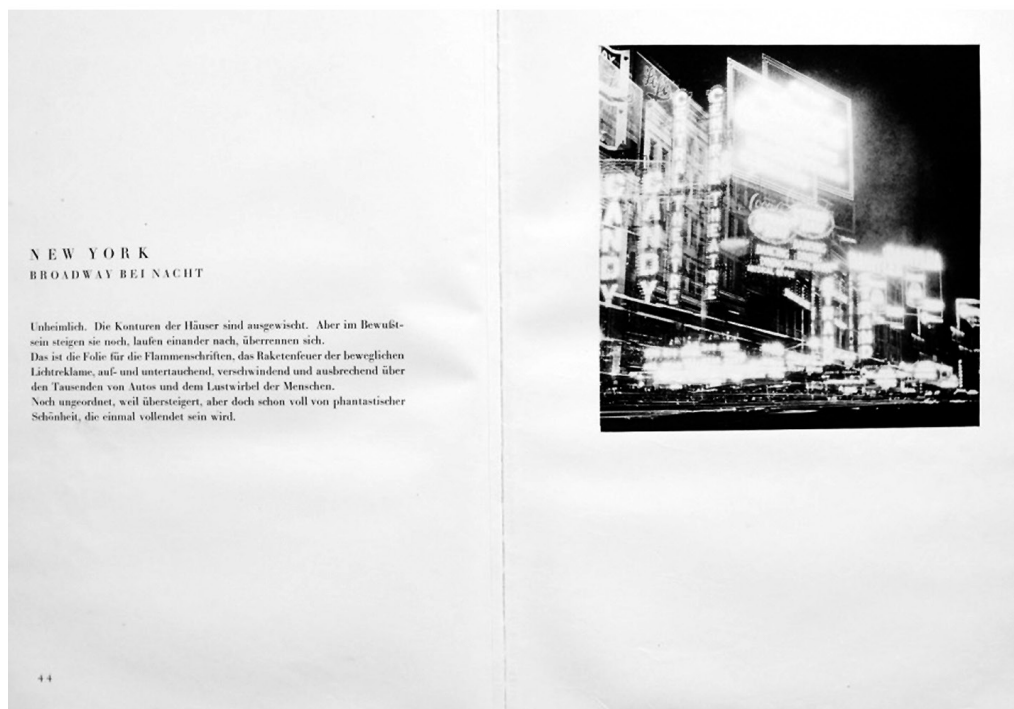 NEW YORK
BROADWAY BEI NACHT
Unheimlich. Die Konturen der Häuser sind ausgewischt. Aber im Bewußt-
sein steigen sie noch, laufen einander nach, überrennen sich.
Das ist die Folie für die Flammenschriften, das Raketenfeuer der beweglichen
Lichtreklame, auf- und untertauchend, verschwindend und ausbrechend über
den Tausenden von Autos und dem Lustwirbel der Menschen.
Noch ungeordnet, weil übersteigert, aber doch schon voll von phantastischer
Schönheit, die einmal vollendet sein wird.
44
CANDY
CANDY